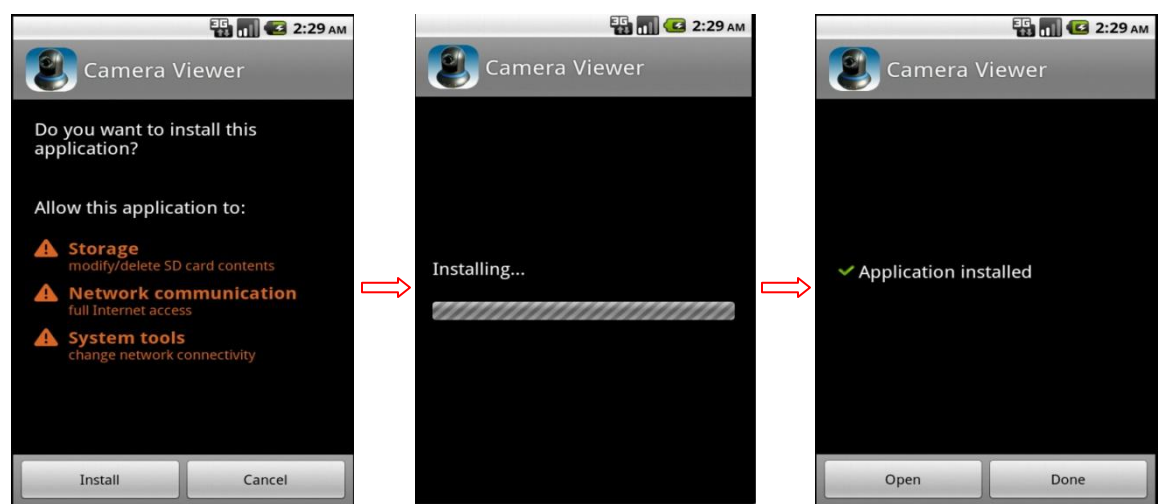 3G 2:29 AM
Camera Viewer
Do you want to install this
application?
Allow this application to:
Storage
modify/delete SD card contents
Network communication
full Internet access
System tools
change network connectivity
Install Cancel
3G 2:29 AM
Camera Viewer
Installing...
3G 2:29 AM
Camera Viewer
Application installed
Open Done